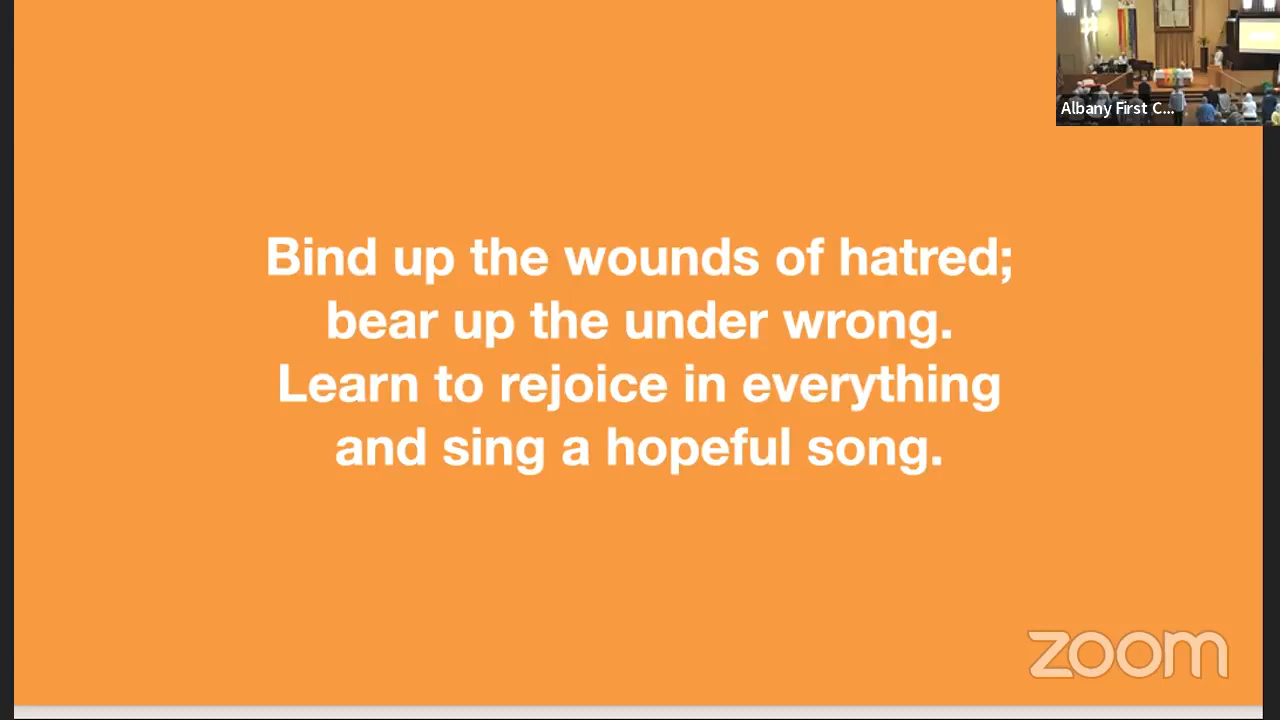 Albany First C...
Bind up the wounds of hatred;
bear up the under wrong.
Learn to rejoice in everything
and sing a hopeful song.
zoom